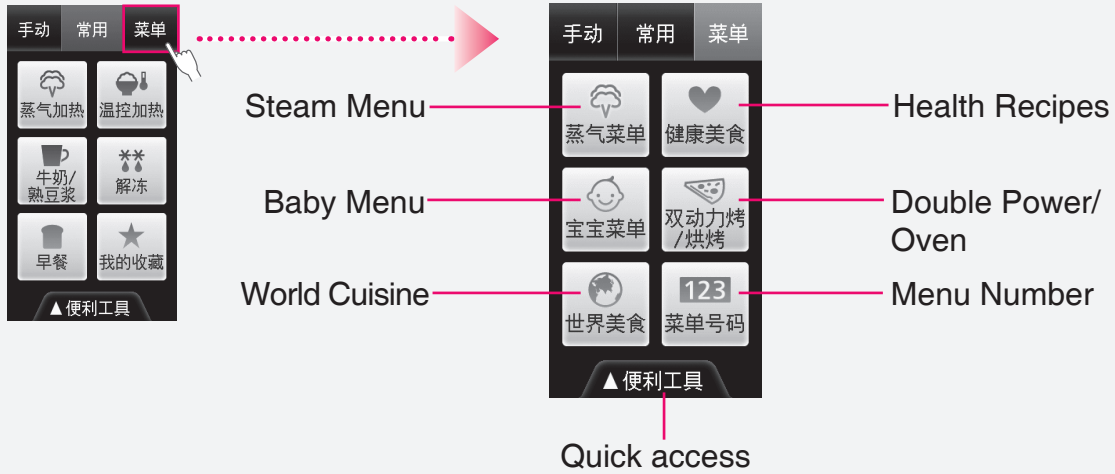 手动 常用 菜单
蒸气加热 温控加热
牛奶/
熟豆浆
解冻
早餐 我的收藏
▲便利工具
手动 常用 菜单
Steam Menu
蒸气菜单 健康美食
Health Recipes
Baby Menu
宝宝菜单
双动力烤
/烘烤
Double Power/
Oven
World Cuisine
世界美食
123
菜单号码
Menu Number
▲便利工具
Quick access